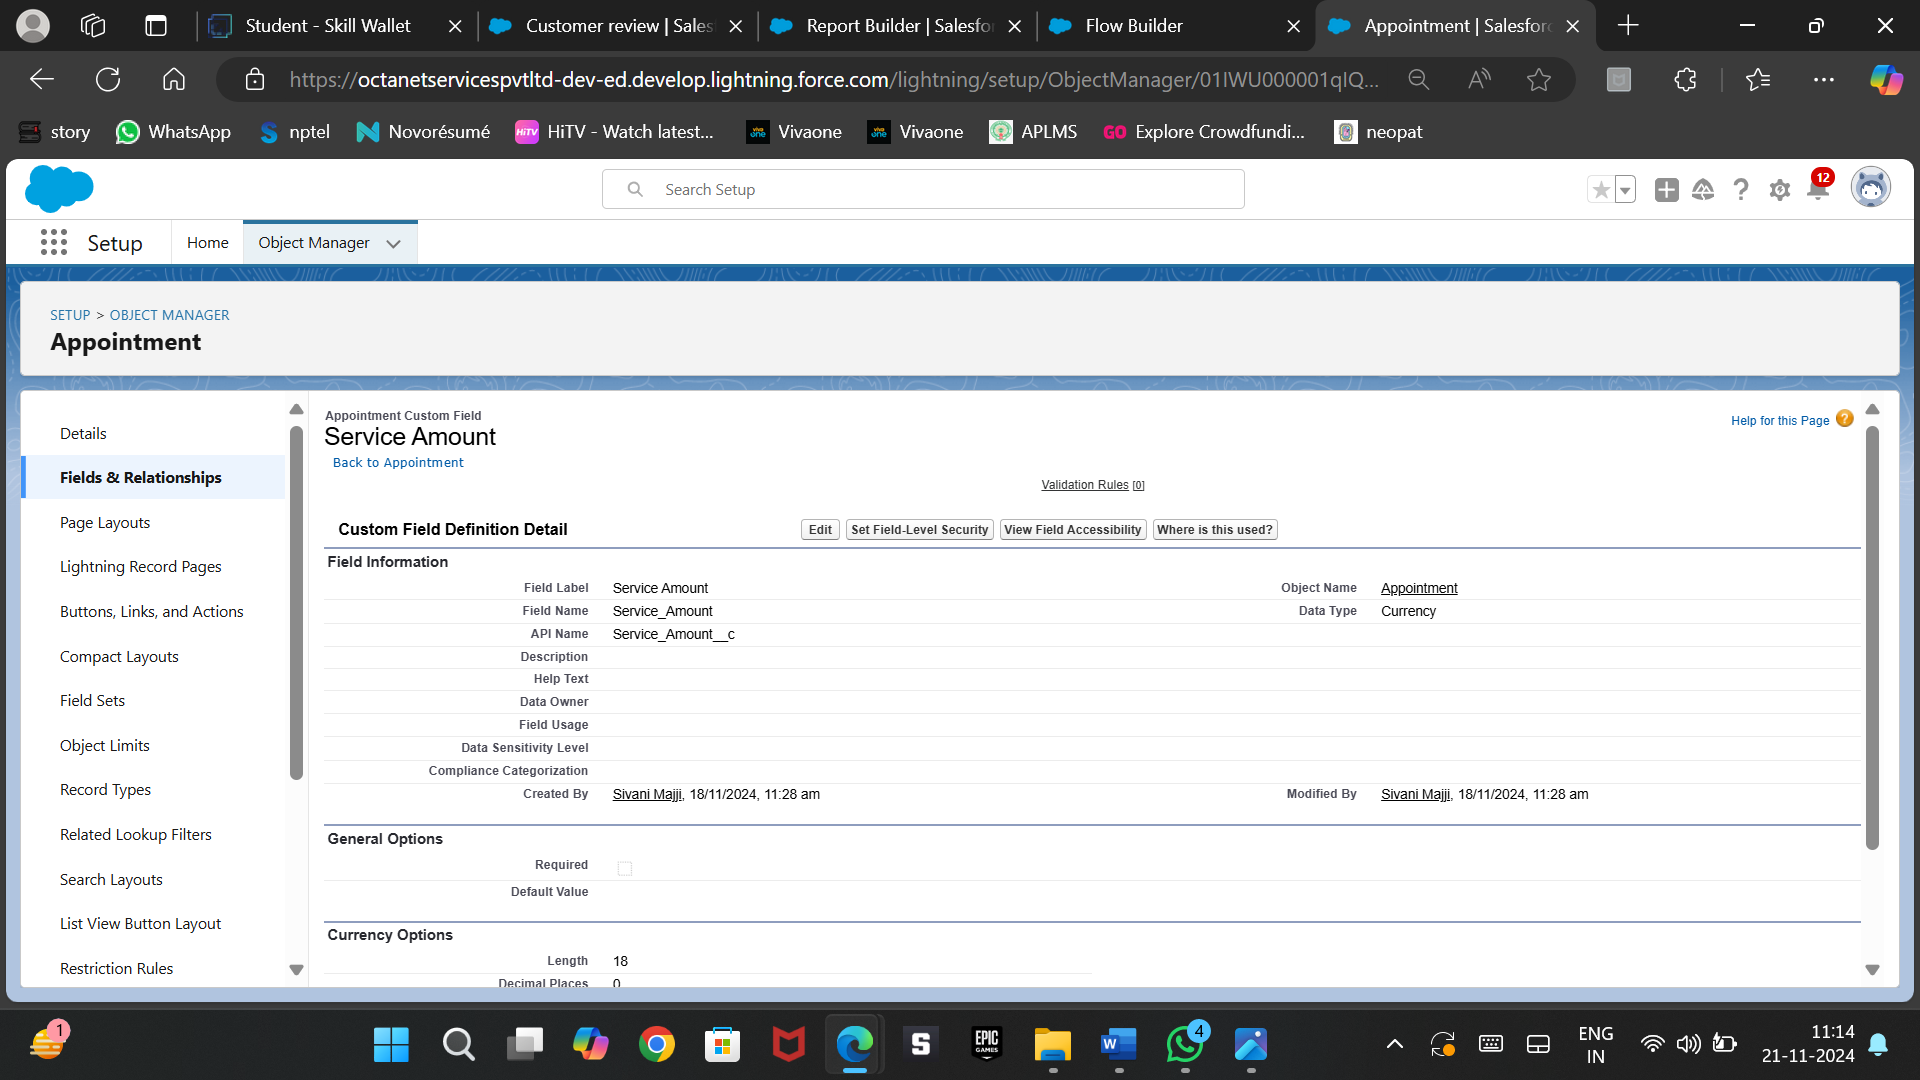 Student - Skill Wallet
Customer review | Sales
Report Builder | Salesfo
Flow Builder
Appointment | Salesforc
https://octanetservicespvtltd-dev-ed.develop.lightning.force.com/lightning/setup/ObjectManager/01IWU000001qIQ...
story
WhatsApp
nptel
Novorésumé
HiTV
HiTV - Watch latest...
Vivaone
Vivaone
APLMS
GO
Explore Crowdfundi...
neopat
Search Setup
12
Setup
Home
Object Manager
SETUP > OBJECT MANAGER
Appointment
Details
Fields & Relationships
Page Layouts
Lightning Record Pages
Buttons, Links, and Actions
Compact Layouts
Field Sets
Object Limits
Record Types
Related Lookup Filters
Search Layouts
List View Button Layout
Restriction Rules
Appointment Custom Field
Service Amount
Back to Appointment
Help for this Page ?
Validation Rules [0]
Custom Field Definition Detail
Edit
Set Field-Level Security
View Field Accessibility
Where is this used?
Field Information
Field Label Service Amount Object Name Appointment
Field Name Service_Amount Data Type Currency
API Name Service_Amount__c
Description
Help Text
Data Owner
Field Usage
Data Sensitivity Level
Compliance Categorization
Created By Sivani Majji, 18/11/2024, 11:28 am Modified By Sivani Majji, 18/11/2024, 11:28 am
General Options
Required
Default Value
Currency Options
Length 18
Decimal Places 0
1
S
EPIC
GAMES
W
4
ENG
IN
11:14
21-11-2024